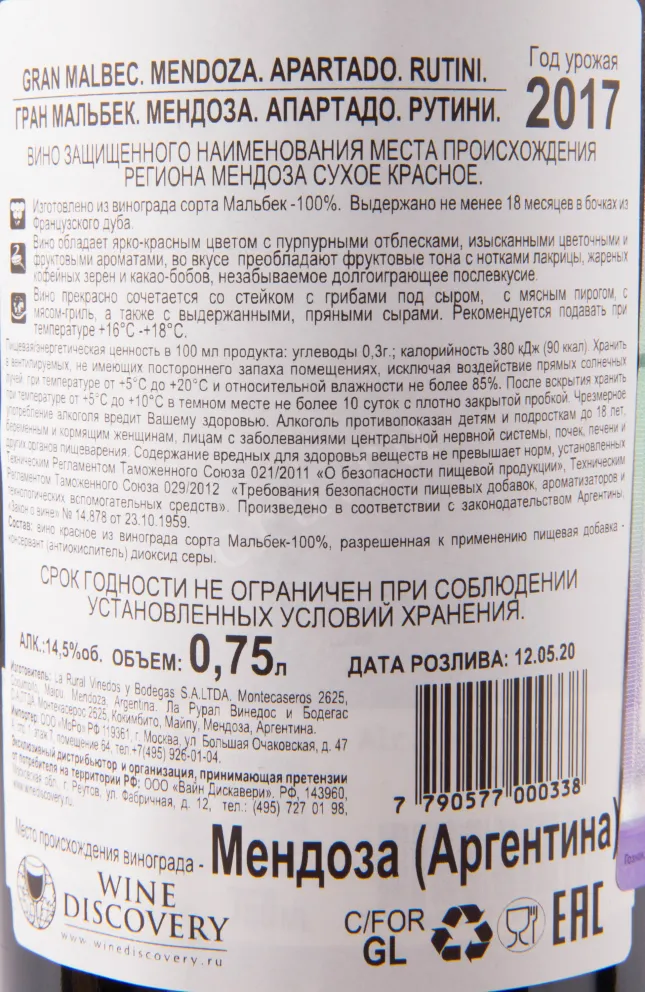 GRAN MALBEC. MENDOZA. APARTADO. RUTINI.
Год урожая
2017
ГРАН МАЛЬБЕК. МЕНДОЗА. АПАРТАДО. РУТИНИ.
ВИНО ЗАЩИЩЕННОГО НАИМЕНОВАНИЯ МЕСТА ПРОИСХОЖДЕНИЯ
РЕГИОНА МЕНДОЗА СУХОЕ КРАСНОЕ.
Изготовлено из винограда сорта Мальбек -100%. Выдержано не менее 18 месяцев в бочках из
Французского дуба.
Вино обладает ярко-красным цветом с пурпурными отблесками, изысканными цветочными и
фруктовыми ароматами, во вкусе преобладают фруктовые тона с нотками лакрицы, жареных
кофейных зерен и какао-бобов, незабываемое долгоиграющее послевкусие.
Вино прекрасно сочетается со стейком с грибами под сыром, с мясным пирогом, с
мясом-гриль, а также с выдержанными, пряными сырами. Рекомендуется подавать при
температуре +16°С -+18°С.
Пищевая/энергетическая ценность в 100 мл продукта: углеводы 0,3г.; калорийность 380 кДж (90 ккал). Хранить
в вентилируемых, не имеющих постороннего запаха помещениях, исключая воздействие прямых солнечных
лучей, при температуре от +5°С до +20°С и относительной влажности не более 85%. После вскрытия хранить
при температуре от +5°С до +10°С в темном месте не более 10 суток с плотно закрытой пробкой. Чрезмерное
употребление алкоголя вредит Вашему здоровью. Алкоголь противопоказан детям и подросткам до 18 лет,
беременным и кормящим женщинам, лицам с заболеваниями центральной нервной системы, почек, печени и
других органов пищеварения. Содержание вредных для здоровья веществ не превышает норм, установленных
Техническим Регламентом Таможенного Союза 021/2011 «О безопасности пищевой продукции», Техническим
Регламентом Таможенного Союза 029/2012 «Требования безопасности пищевых добавок, ароматизаторов и
технологических вспомогательных средств». Произведено в соответствии с законодательством Аргентины.
«Закон о вине» № 14.878 от 23.10.1959.
Состав: вино красное из винограда сорта Мальбек-100%, разрешенная к применению пищевая добавка -
консервант (антиокислитель) диоксид серы.
СРОК ГОДНОСТИ НЕ ОГРАНИЧЕН ПРИ СОБЛЮДЕНИИ
УСТАНОВЛЕННЫХ УСЛОВИЙ ХРАНЕНИЯ.
АЛК.:14,5%об. ОБЪЕМ: 0,75л
ДАТА РОЗЛИВА: 12.05.20
Изготовитель: La Rural Vinedos y Bodegas S.A.LTDA. Montecaseros 2625,
Coquimbito, Maipu, Mendoza, Argentina. Ла Рурал Винедос и Бодегас
С.А.ЛТДА. Монтекасерос 2625, Кокимбито, Майпу, Мендоса, Аргентина.
Импортер: ООО «МсРо» РФ 119361, г. Москва, ул Большая Очаковская, д. 47
стр. 1, этаж 7, помещение 64, тел +7(495) 926-01-04.
Эксклюзивный дистрибьютор и организация, принимающая претензии
от потребителя на территории РФ: ООО «Вайн Дискавери». РФ, 143960,
Московская обл., г. Реутов, ул. Фабричная, д. 12, тел.: (495) 727 01 98,
www.winediscovery.ru.
7 790577 000338
Место происхождения винограда - Мендоза (Аргентина)
WINE
DISCOVERY
www.winediscovery.ru
C/FOR
GL
EAC